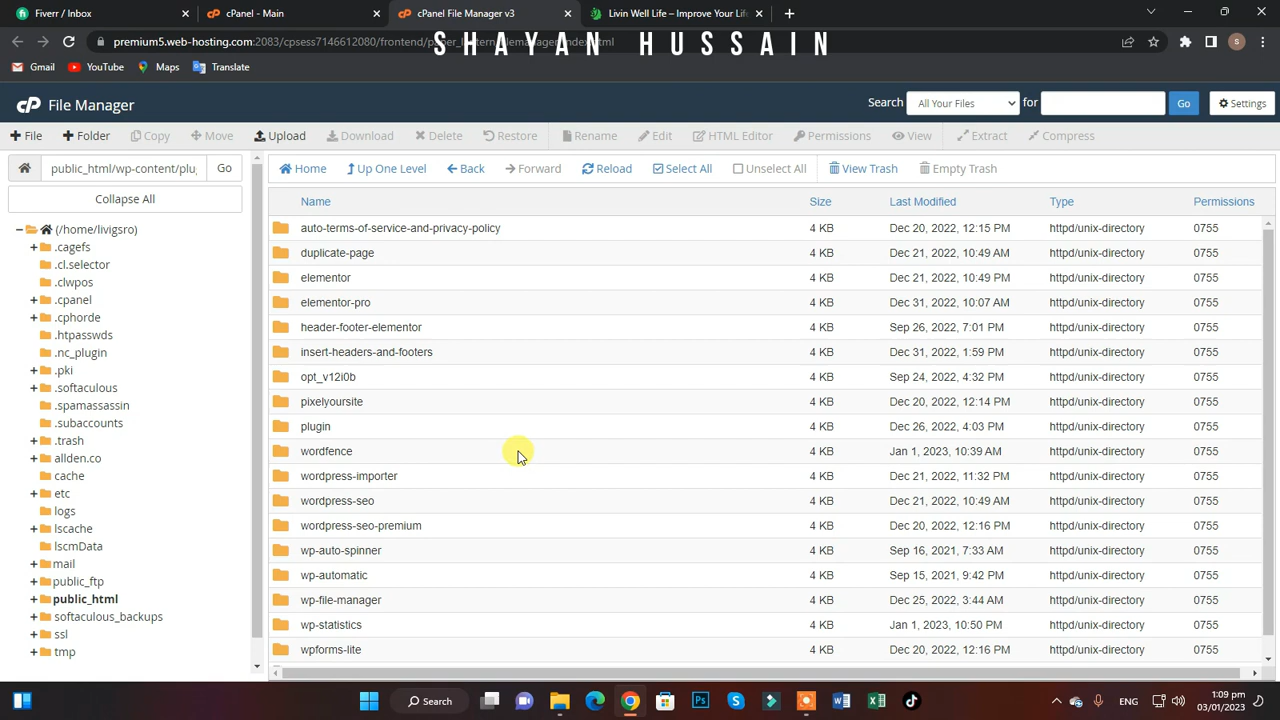 Fiverr / Inbox
cPanel - Main
cPanel File Manager v3
Livin Well Life – Improve Your Life
premium5.web-hosting.com:2083/cpsess7146612080/frontend/
SHAYAN HUSSAIN
Gmail
YouTube
Maps
Translate
cP File Manager
Search
All Your Files
for
Go
Settings
File
Folder
Copy
Move
Upload
Download
Delete
Restore
Rename
Edit
HTML Editor
Permissions
View
Extract
Compress
public_html/wp-content/plu
Go
Home
Up One Level
Back
Forward
Reload
Select All
Unselect All
View Trash
Empty Trash
Collapse All
(/home/livigsro)
.cagefs
.cl.selector
.clwpos
.cpanel
.cphorde
.htpasswds
.nc_plugin
.pki
.softaculous
.spamassassin
.subaccounts
.trash
allden.co
cache
etc
logs
lscache
lscmData
mail
public_ftp
public_html
softaculous_backups
ssl
tmp
Name Size Last Modified Type Permissions
auto-terms-of-service-and-privacy-policy 4 KB Dec 20, 2022, 12:15 PM httpd/unix-directory 0755
duplicate-page 4 KB Dec 21, 2022, 10:49 AM httpd/unix-directory 0755
elementor 4 KB Dec 21, 2022, 10:49 PM httpd/unix-directory 0755
elementor-pro 4 KB Dec 31, 2022, 10:07 AM httpd/unix-directory 0755
header-footer-elementor 4 KB Sep 26, 2022, 7:01 PM httpd/unix-directory 0755
insert-headers-and-footers 4 KB Dec 31, 2022, 1:59 PM httpd/unix-directory 0755
opt_v12i0b 4 KB Sep 24, 2022, 4:32 PM httpd/unix-directory 0755
pixelyoursite 4 KB Dec 20, 2022, 12:14 PM httpd/unix-directory 0755
plugin 4 KB Dec 26, 2022, 4:03 PM httpd/unix-directory 0755
wordfence 4 KB Jan 1, 2023, 10:39 AM httpd/unix-directory 0755
wordpress-importer 4 KB Dec 21, 2022, 11:32 PM httpd/unix-directory 0755
wordpress-seo 4 KB Dec 21, 2022, 10:49 AM httpd/unix-directory 0755
wordpress-seo-premium 4 KB Dec 20, 2022, 12:16 PM httpd/unix-directory 0755
wp-auto-spinner 4 KB Sep 16, 2021, 7:33 AM httpd/unix-directory 0755
wp-automatic 4 KB Sep 15, 2021, 9:42 PM httpd/unix-directory 0755
wp-file-manager 4 KB Dec 25, 2022, 3:44 AM httpd/unix-directory 0755
wp-statistics 4 KB Jan 1, 2023, 10:50 PM httpd/unix-directory 0755
wpforms-lite 4 KB Dec 20, 2022, 12:16 PM httpd/unix-directory 0755
Search
ENG
1:09 pm
03/01/2023